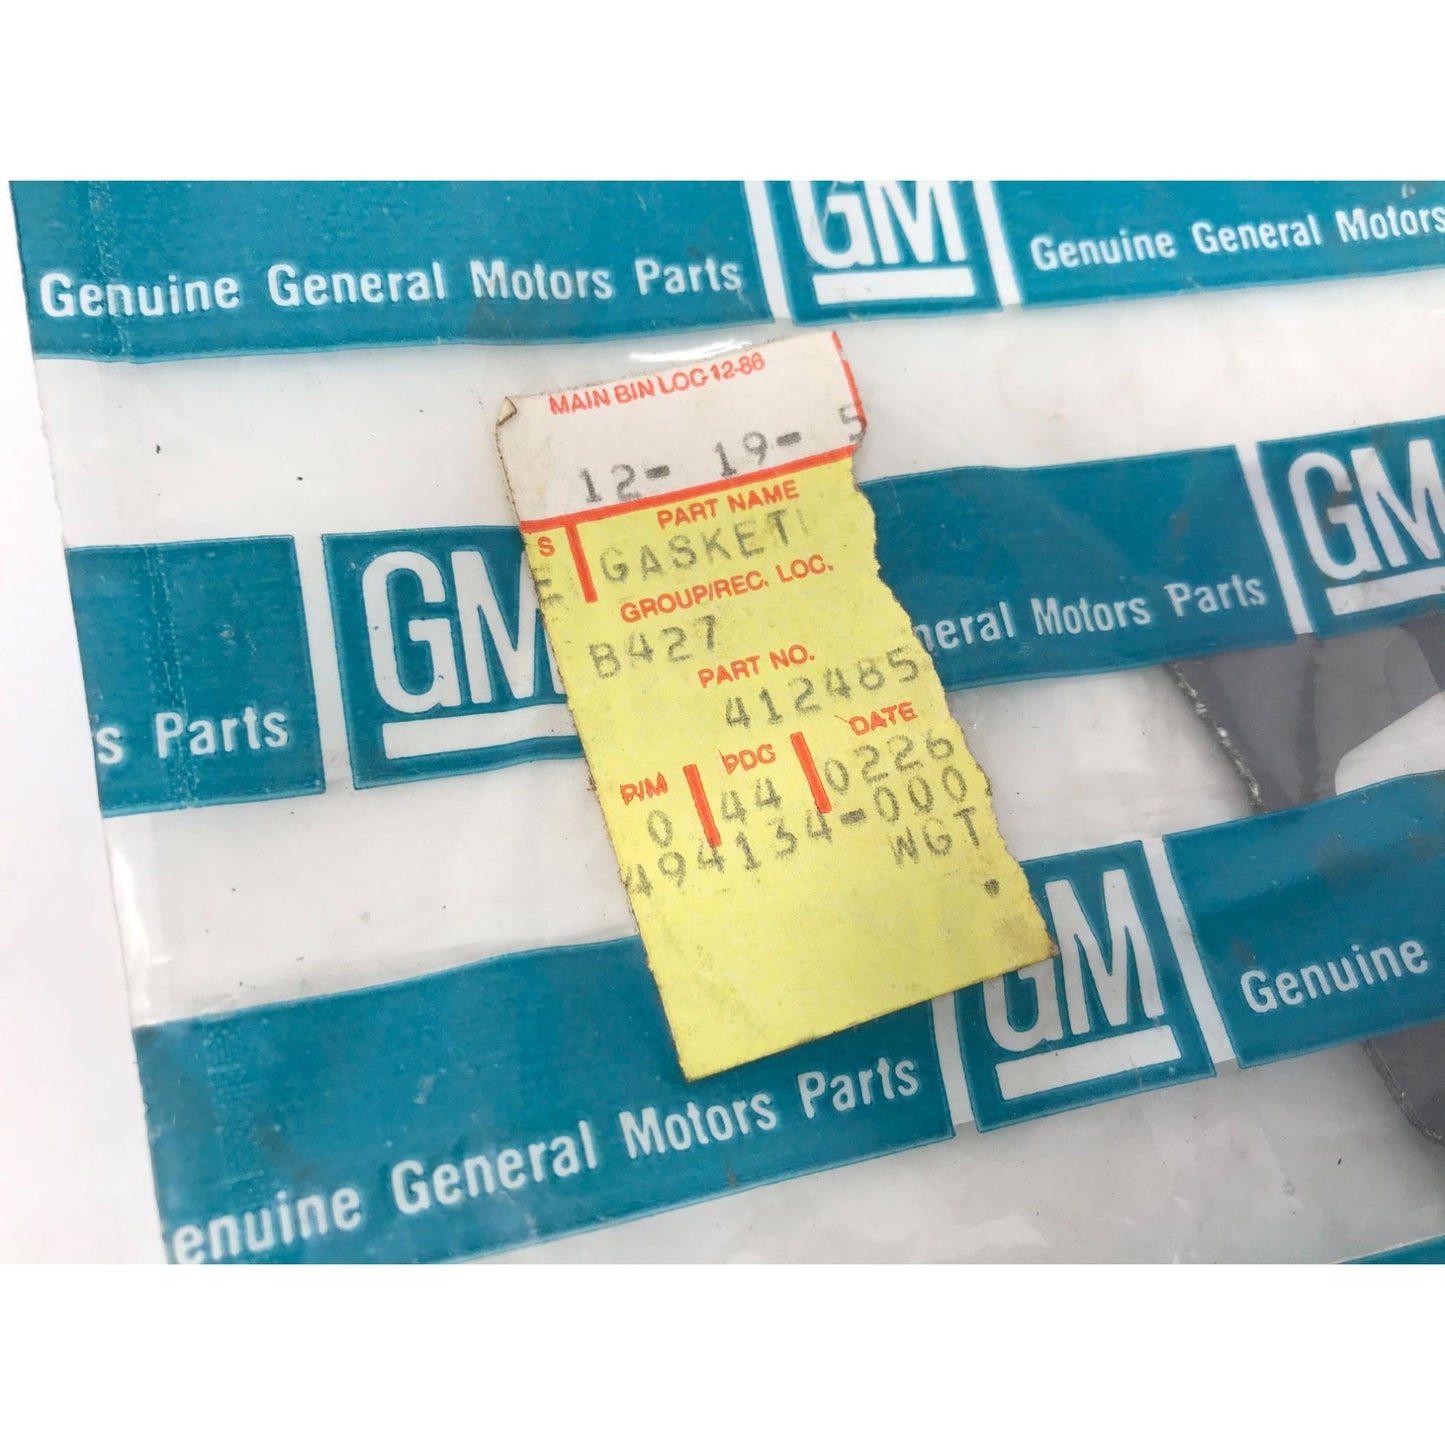 Genuine General Motors Parts
GM
Genuine General Motors
MAIN BIN LOC 12-86
12- 19- 5
PART NAME
S
GASKET
E
GROUP/REC. LOC.
B427
PART NO.
412485
P/M PDC DATE
0 44 0226
494134-000
WGT
GM
neral Motors Parts
GM
s Parts
GM
Genuine
enuine General Motors Parts